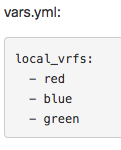 vars.yml:
local_vrfs:
  - red
  - blue
  - green